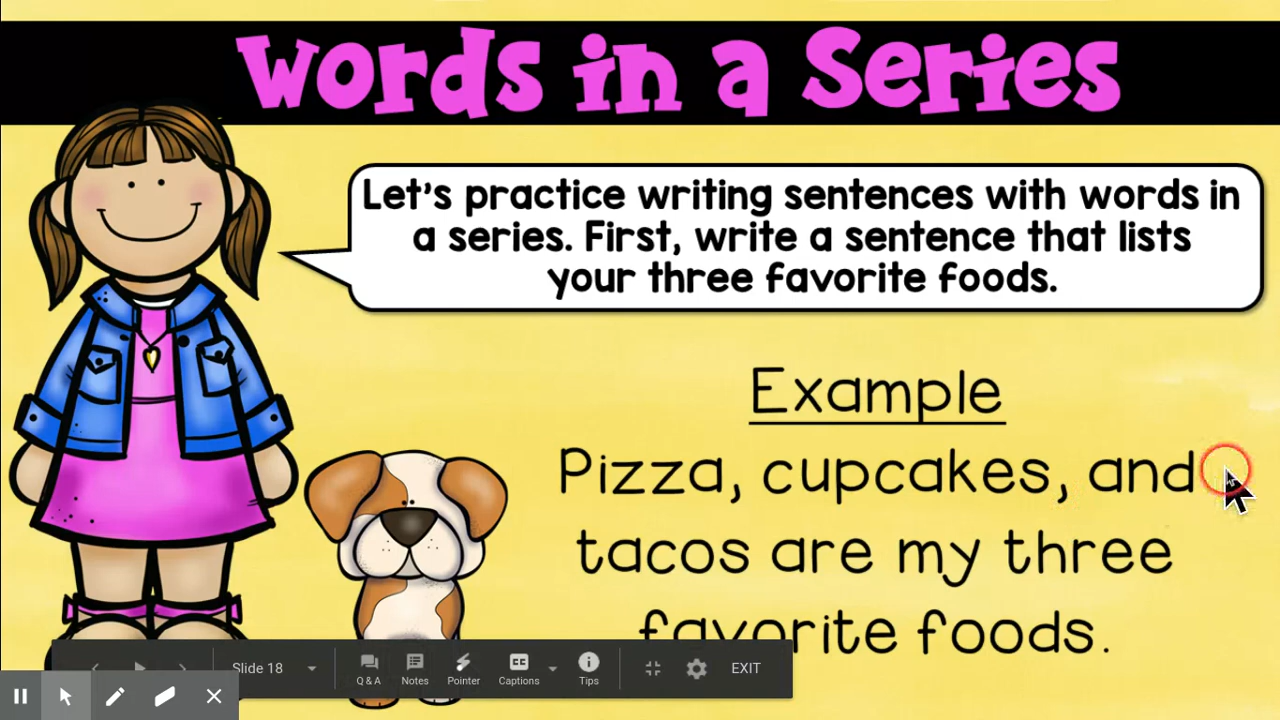 Words in a Series
Let's practice writing sentences with words in
a series. First, write a sentence that lists
your three favorite foods.
Example
Pizza, cupcakes, and
tacos are my three
favorite foods.
Slide 18
Q & A
Notes
Pointer
CC
Captions
Tips
EXIT